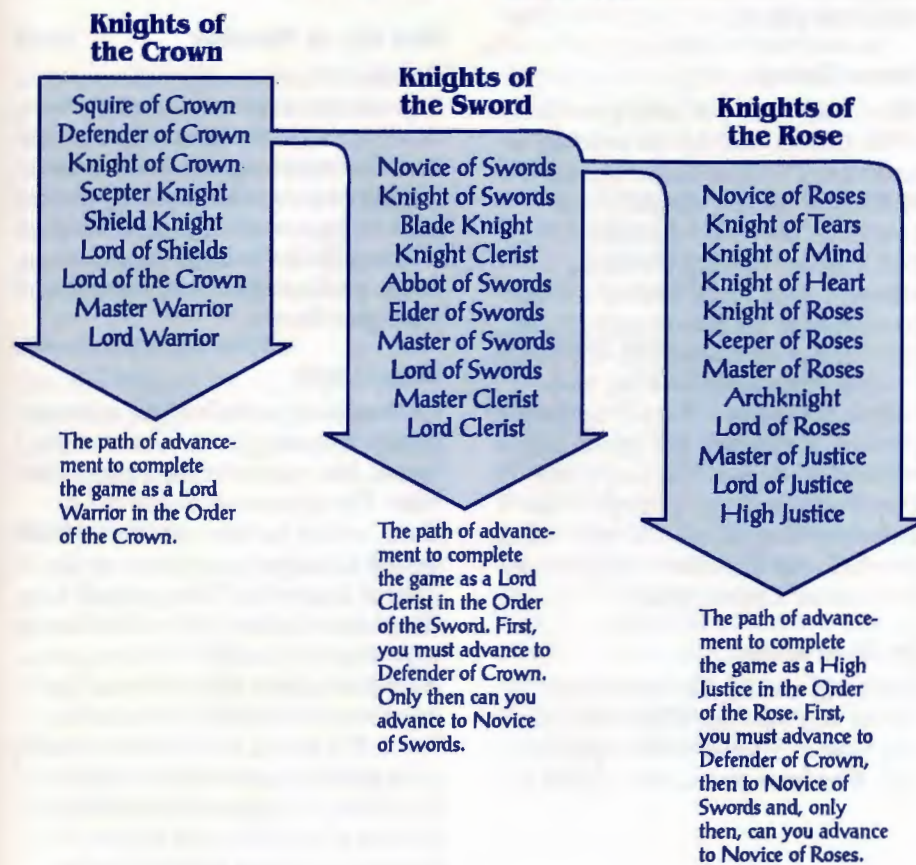 Knights of
the Crown
Squire of Crown
Defender of Crown
Knight of Crown
Scepter Knight
Shield Knight
Lord of Shields
Lord of the Crown
Master Warrior
Lord Warrior
The path of advance-
ment to complete
the game as a Lord
Warrior in the Order
of the Crown.
Knights of
the Sword
Novice of Swords
Knight of Swords
Blade Knight
Knight Clerist
Abbot of Swords
Elder of Swords
Master of Swords
Lord of Swords
Master Clerist
Lord Clerist
The path of advance-
ment to complete
the game as a Lord
Clerist in the Order
of the Sword. First,
you must advance to
Defender of Crown.
Only then can you
advance to Novice
of Swords.
Knights of
the Rose
Novice of Roses
Knight of Tears
Knight of Mind
Knight of Heart
Knight of Roses
Keeper of Roses
Master of Roses
Archknight
Lord of Roses
Master of Justice
Lord of Justice
High Justice
The path of advance-
ment to complete
the game as a High
Justice in the Order
of the Rose. First,
you must advance to
Defender of Crown,
then to Novice of
Swords and, only
then, can you advance
to Novice of Roses.